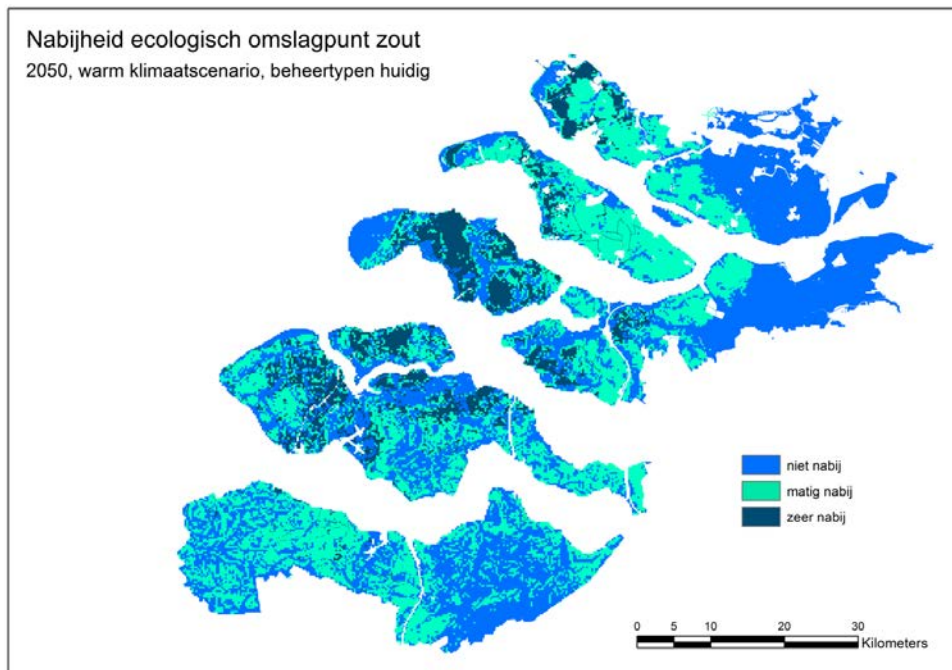 Nabijheid ecologisch omslagpunt zout
2050, warm klimaatscenario, beheertypen huidig
niet nabij
matig nabij
zeer nabij
0 5 10 20 30
Kilometers